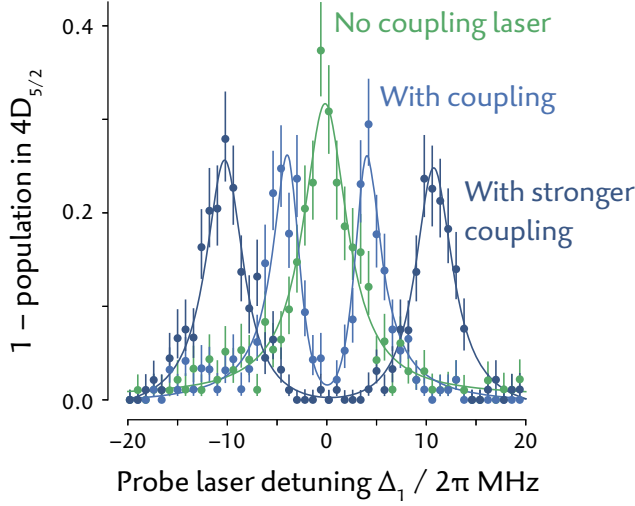 No coupling laser
With coupling
With stronger
coupling
1 – population in 4D5/2
0.4
0.2
0.0
−20 −10 0 10 20
Probe laser detuning Δ1 / 2π MHz